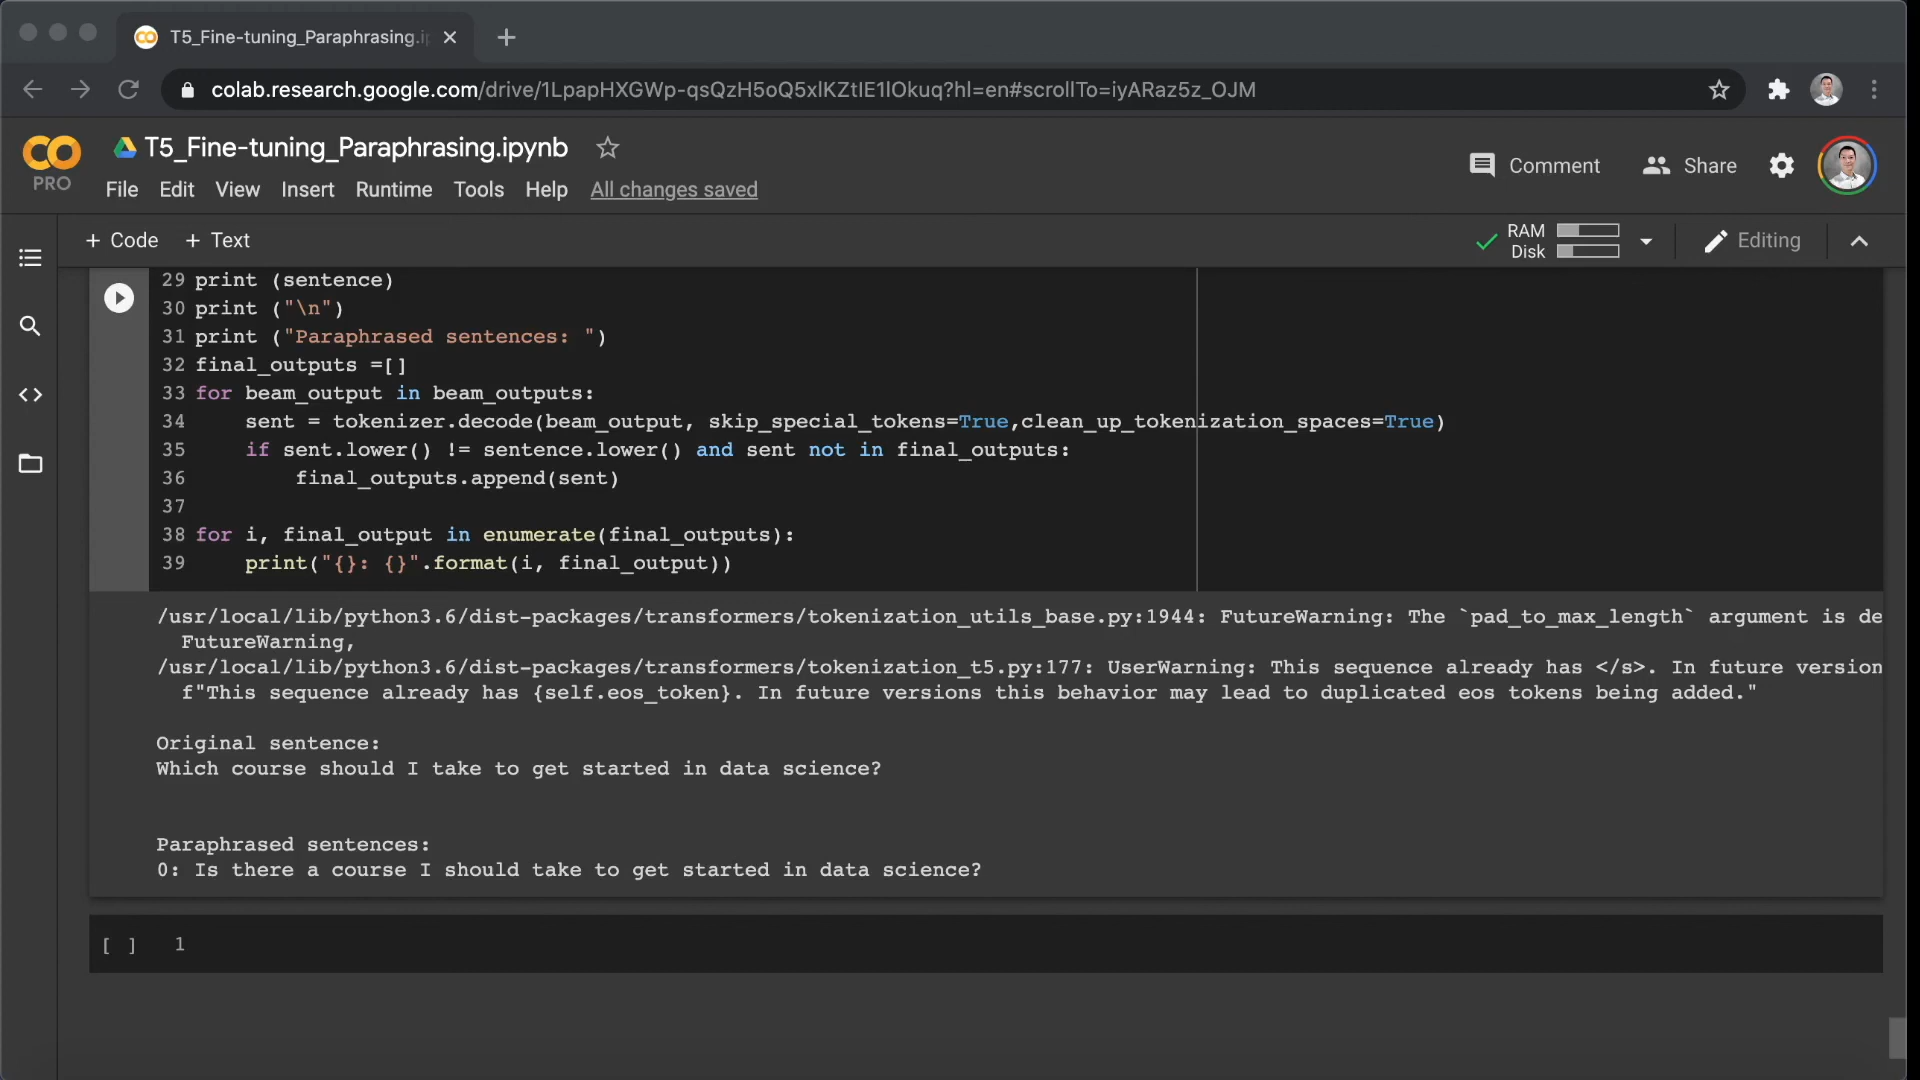 T5_Fine-tuning_Paraphrasing.i
colab.research.google.com/drive/1LpapHXGWp-qsQzH5oQ5xlKZtIE1lOkuq?hl=en#scrollTo=iyARaz5z_OJM
CO
PRO
T5_Fine-tuning_Paraphrasing.ipynb
File Edit View Insert Runtime Tools Help All changes saved
Comment Share
+ Code + Text
RAM
Disk
Editing
29 print (sentence)
30 print ("\n")
31 print ("Paraphrased sentences: ")
32 final_outputs =[]
33 for beam_output in beam_outputs:
34     sent = tokenizer.decode(beam_output, skip_special_tokens=True,clean_up_tokenization_spaces=True)
35     if sent.lower() != sentence.lower() and sent not in final_outputs:
36         final_outputs.append(sent)
37
38 for i, final_output in enumerate(final_outputs):
39     print("{}: {}".format(i, final_output))
/usr/local/lib/python3.6/dist-packages/transformers/tokenization_utils_base.py:1944: FutureWarning: The `pad_to_max_length` argument is de
  FutureWarning,
/usr/local/lib/python3.6/dist-packages/transformers/tokenization_t5.py:177: UserWarning: This sequence already has </s>. In future version
  f"This sequence already has {self.eos_token}. In future versions this behavior may lead to duplicated eos tokens being added."
Original sentence:
Which course should I take to get started in data science?
Paraphrased sentences:
0: Is there a course I should take to get started in data science?
[ ] 1